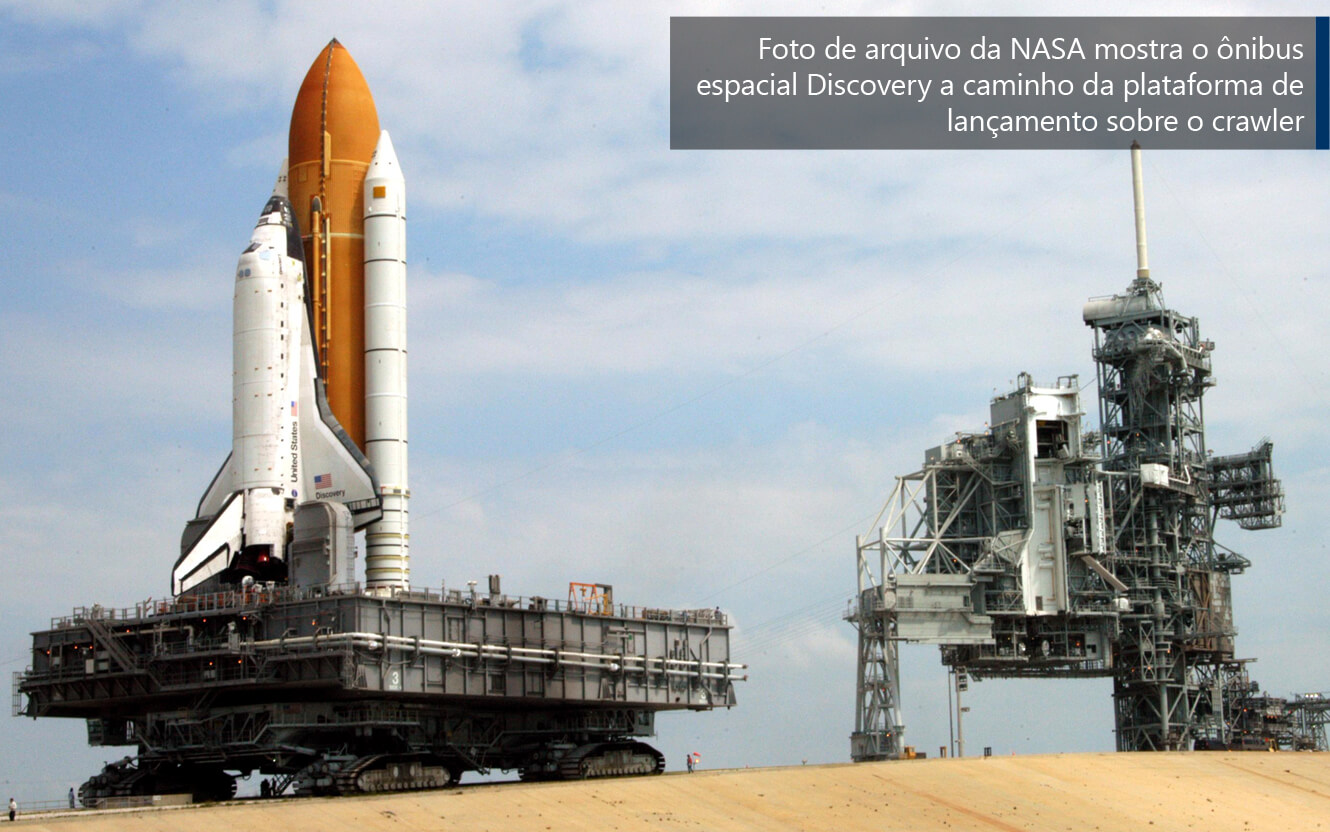 Foto de arquivo da NASA mostra o ônibus
espacial Discovery a caminho da plataforma de
lançamento sobre o crawler
United States
Discovery
3